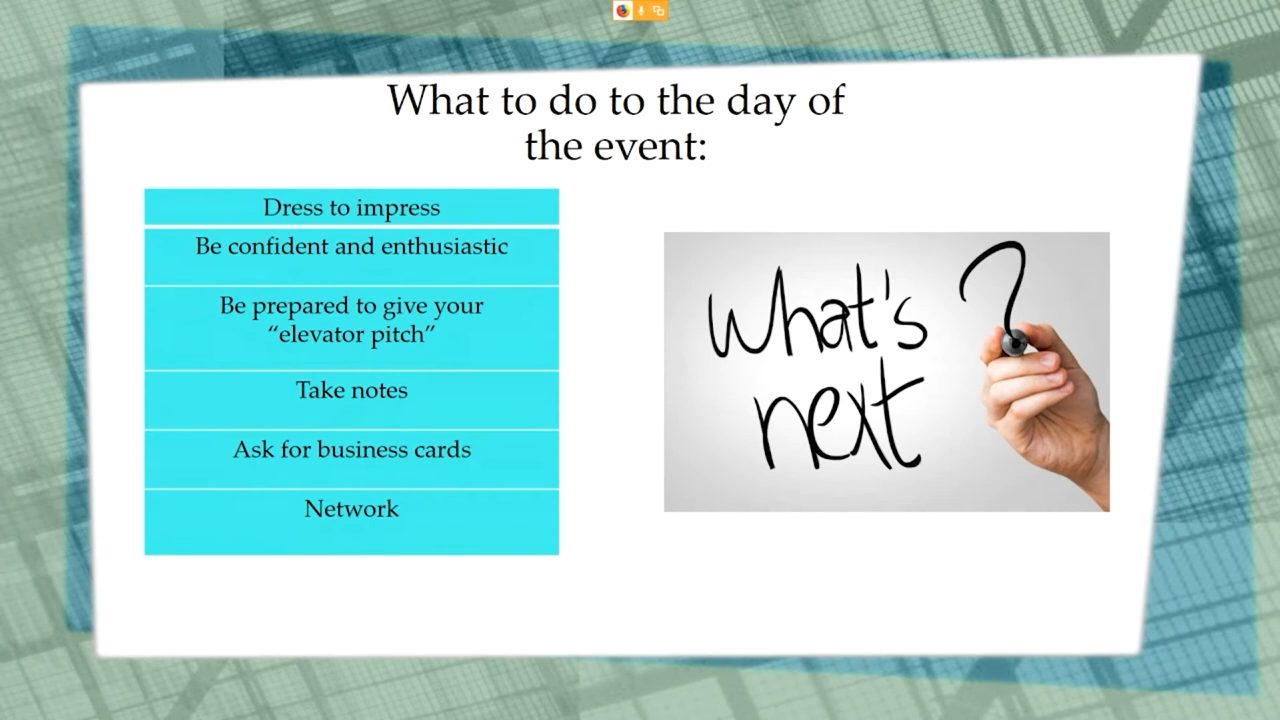 What to do to the day of
the event:
Dress to impress
Be confident and enthusiastic
Be prepared to give your
“elevator pitch”
Take notes
Ask for business cards
Network
What's
next ?